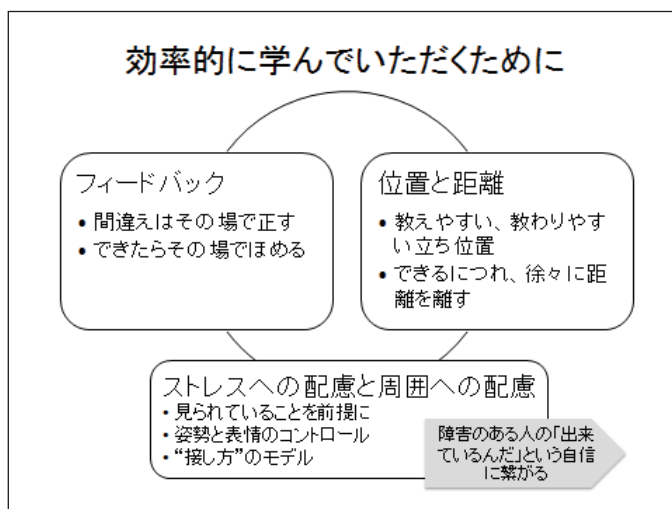 効率的に学んでいただくために
フィードバック
• 間違えはその場で正す
• できたらその場でほめる
位置と距離
• 教えやすい、教わりやす
い立ち位置
• できるにつれ、徐々に距
離を離す
ストレスへの配慮と周囲への配慮
・見られていることを前提に
・姿勢と表情のコントロール
・“接し方”のモデル
障害のある人の「出来
ているんだ」という自信
に繋がる